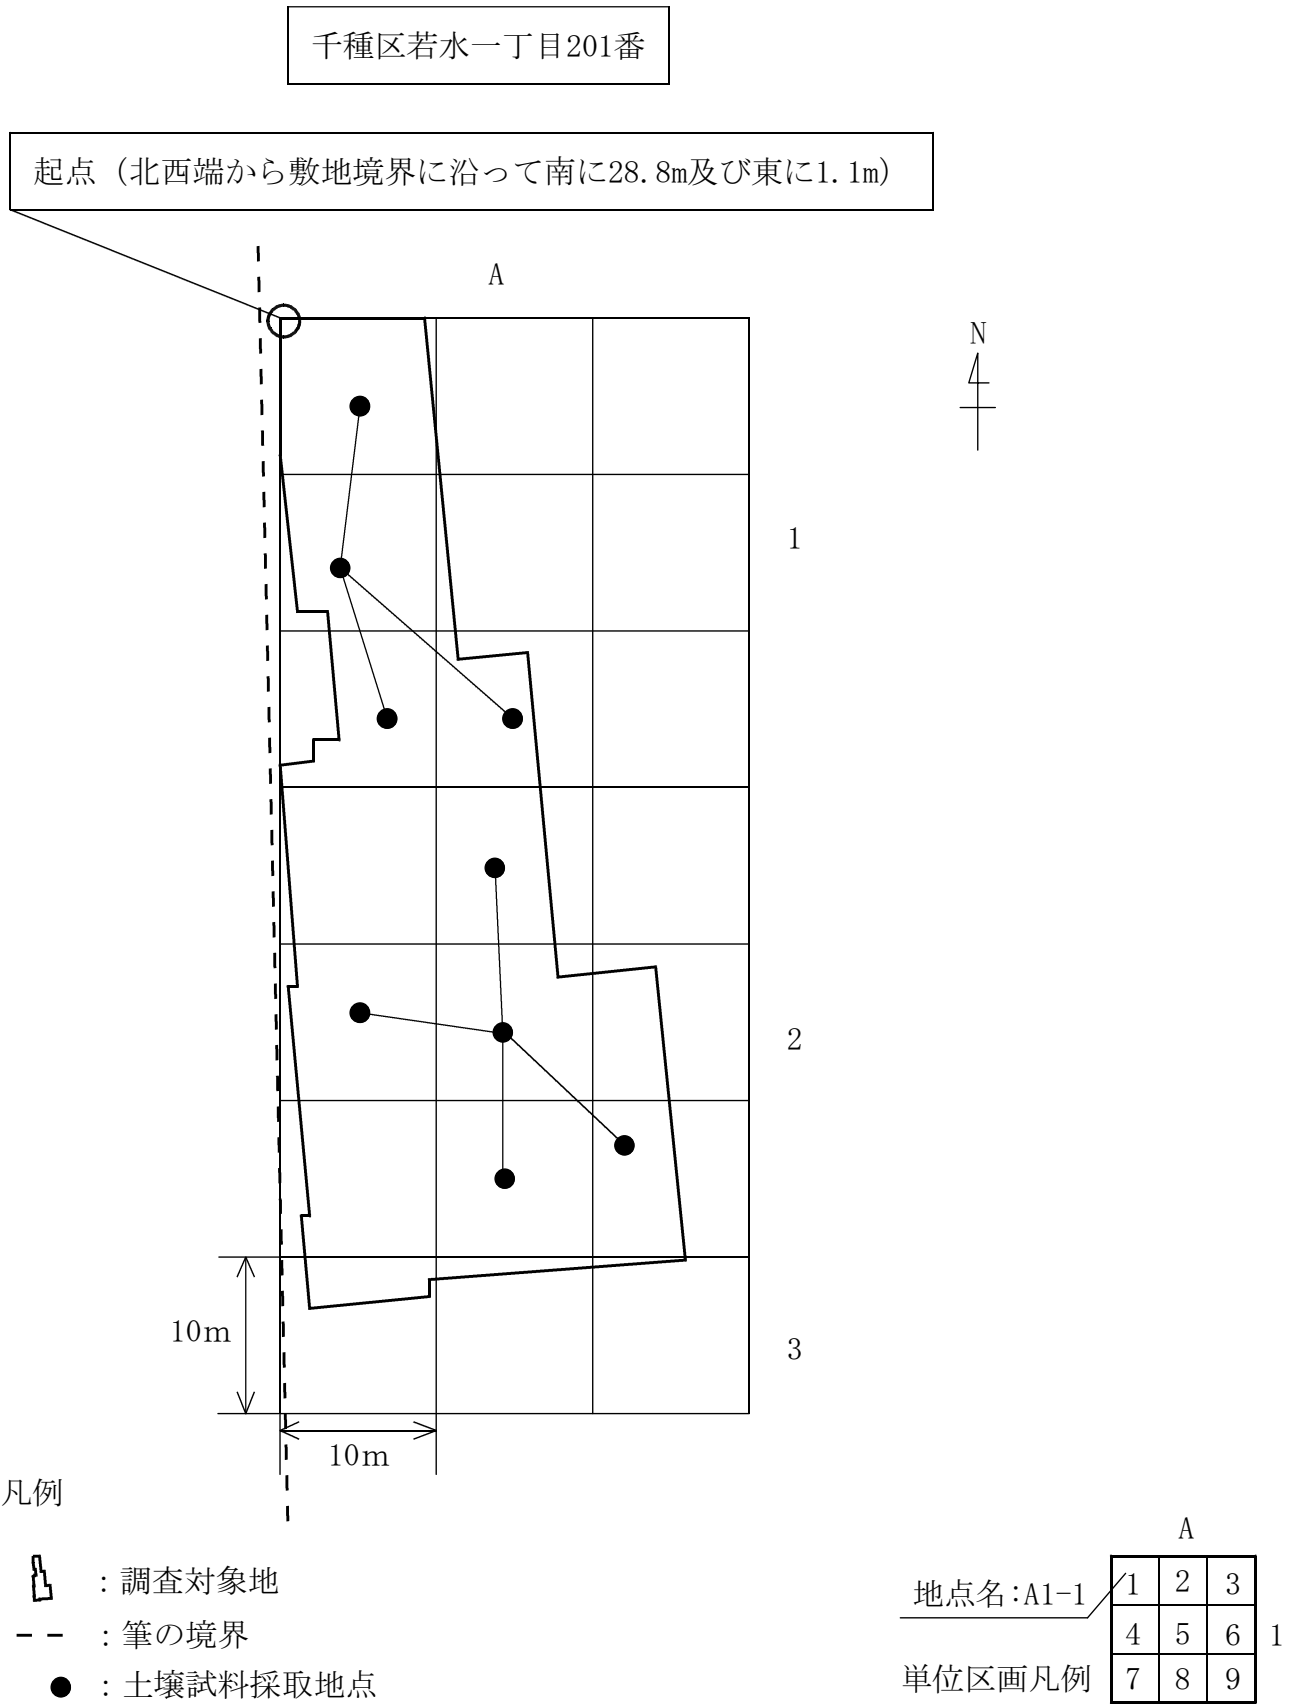 千種区若水一丁目201番
起点（北西端から敷地境界に沿って南に28.8m及び東に1.1m）
A
N
1
2
3
10m
10m
凡例
：調査対象地
：筆の境界
：土壌試料採取地点
A
地点名：A1-1
1 2 3
4 5 6
1
7 8 9
単位区画凡例